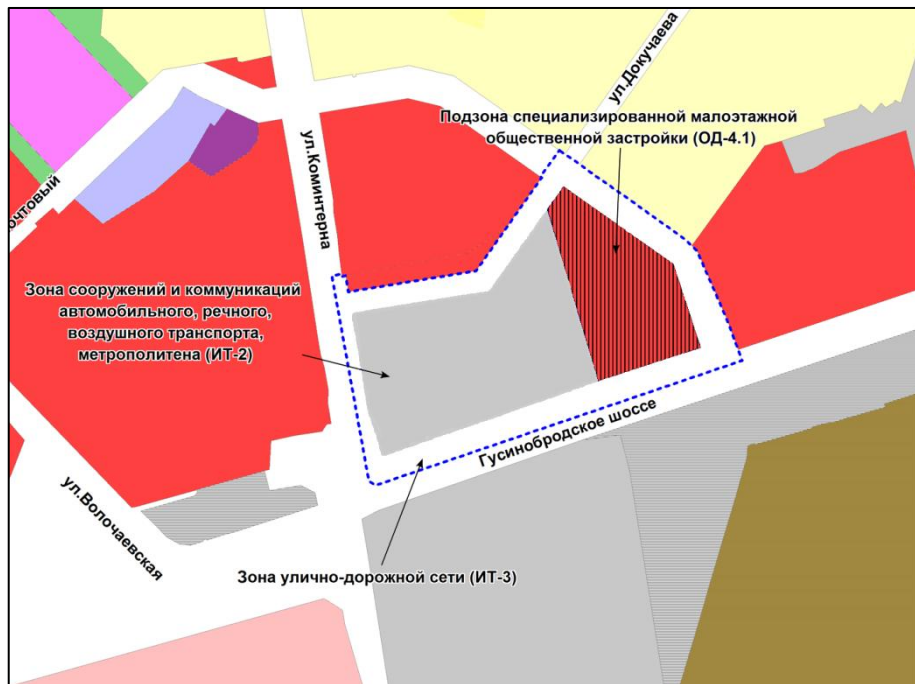 ул.Докучаева
Подзона специализированной малоэтажной
общественной застройки (ОД-4.1)
ул.Коминтерна
очтовый
Зона сооружений и коммуникаций
автомобильного, речного,
воздушного транспорта,
метрополитена (ИТ-2)
Гусинобродское шоссе
ул.Волочаевская
Зона улично-дорожной сети (ИТ-3)